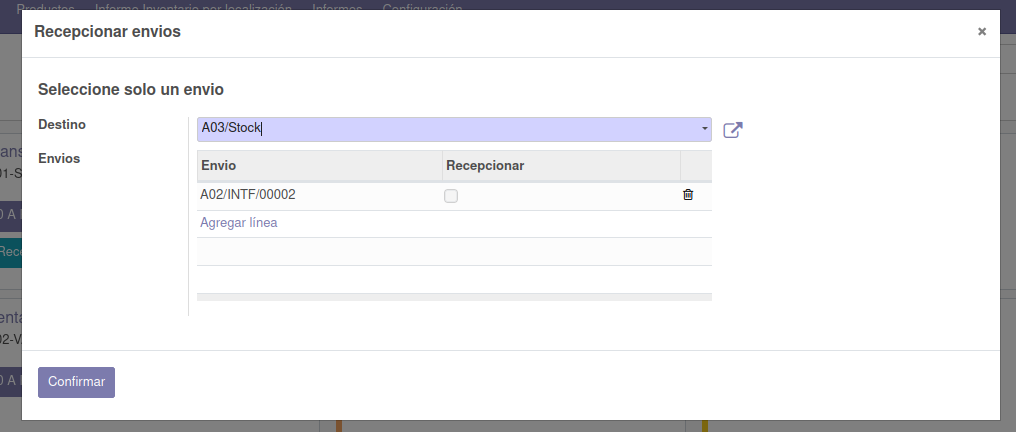 Productos Informe Inventario por localización Informes Configuración
Recepcionar envios
×
Seleccione solo un envio
Destino
A03/Stock
Envios
Envio Recepcionar
A02/INTF/00002
Agregar línea
Confirmar